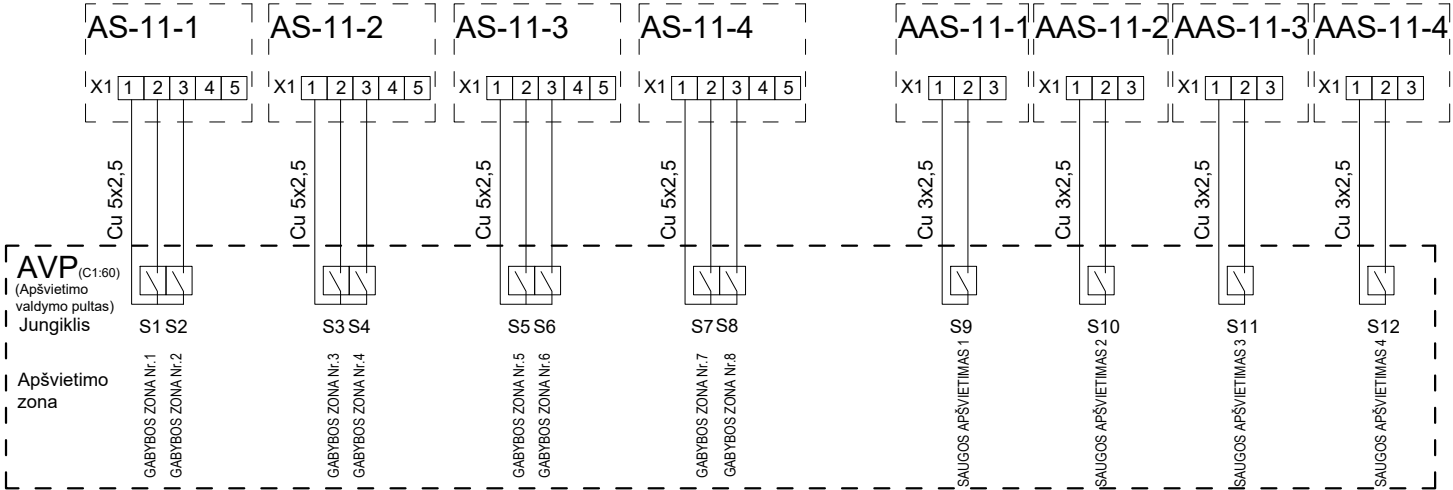 AS-11-1 AS-11-2 AS-11-3 AS-11-4 AAS-11-1 AAS-11-2 AAS-11-3 AAS-11-4
X1 1 2 3 4 5 X1 1 2 3 4 5 X1 1 2 3 4 5 X1 1 2 3 4 5 X1 1 2 3 X1 1 2 3 X1 1 2 3 X1 1 2 3
Cu 5x2,5 Cu 5x2,5 Cu 5x2,5 Cu 5x2,5 Cu 3x2,5 Cu 3x2,5 Cu 3x2,5 Cu 3x2,5
AVP (C1:60)
(Apšvietimo
valdymo pultas)
Jungiklis S1 S2 S3 S4 S5 S6 S7 S8 S9 S10 S11 S12
Apšvietimo
zona
GABYBOS ZONA Nr.1
GABYBOS ZONA Nr.2
GABYBOS ZONA Nr.3
GABYBOS ZONA Nr.4
GABYBOS ZONA Nr.5
GABYBOS ZONA Nr.6
GABYBOS ZONA Nr.7
GABYBOS ZONA Nr.8
SAUGOS APŠVIETIMAS 1
SAUGOS APŠVIETIMAS 2
SAUGOS APŠVIETIMAS 3
SAUGOS APŠVIETIMAS 4